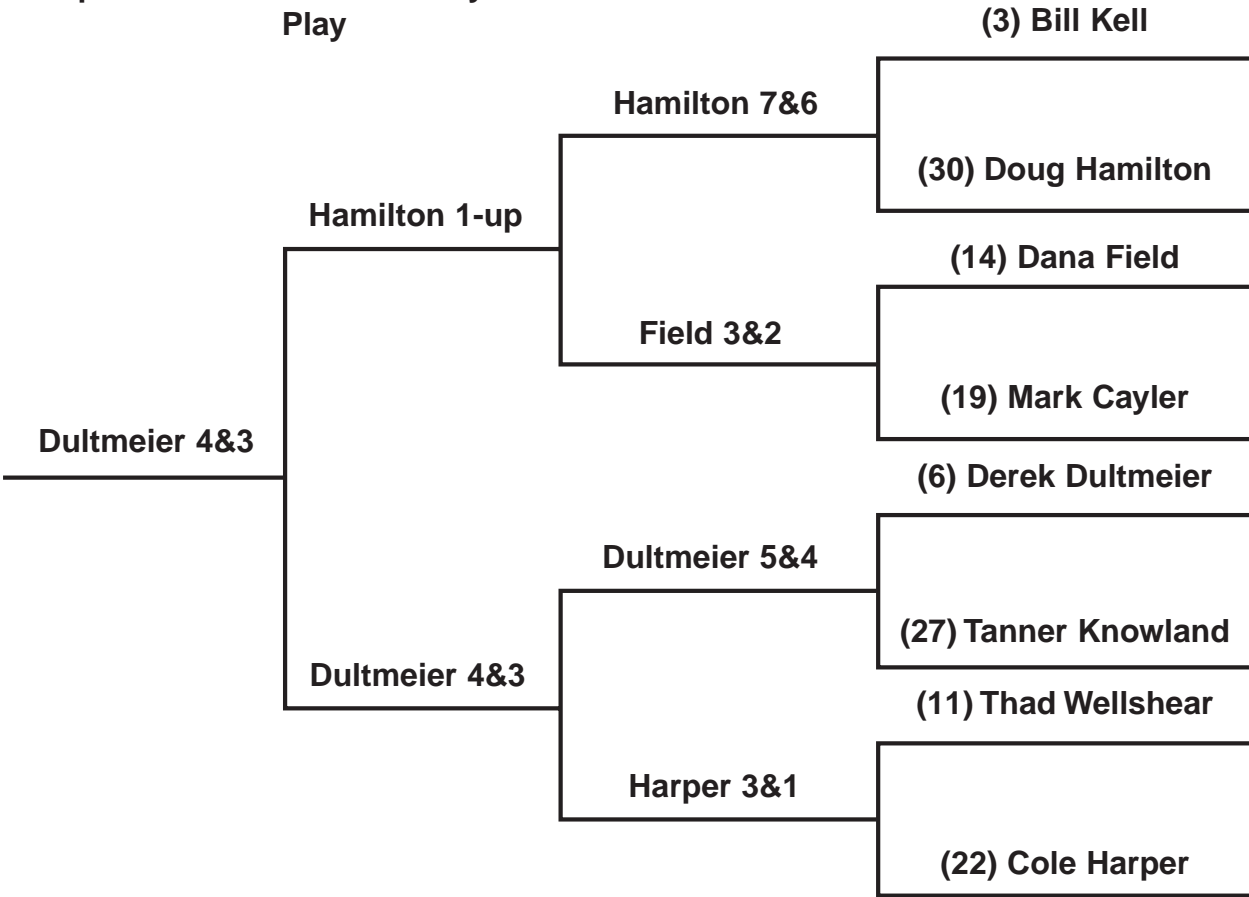 Play
(3) Bill Kell
Hamilton 7&6
(30) Doug Hamilton
Hamilton 1-up
(14) Dana Field
Field 3&2
(19) Mark Cayler
Dultmeier 4&3
(6) Derek Dultmeier
Dultmeier 5&4
(27) Tanner Knowland
Dultmeier 4&3
(11) Thad Wellshear
Harper 3&1
(22) Cole Harper